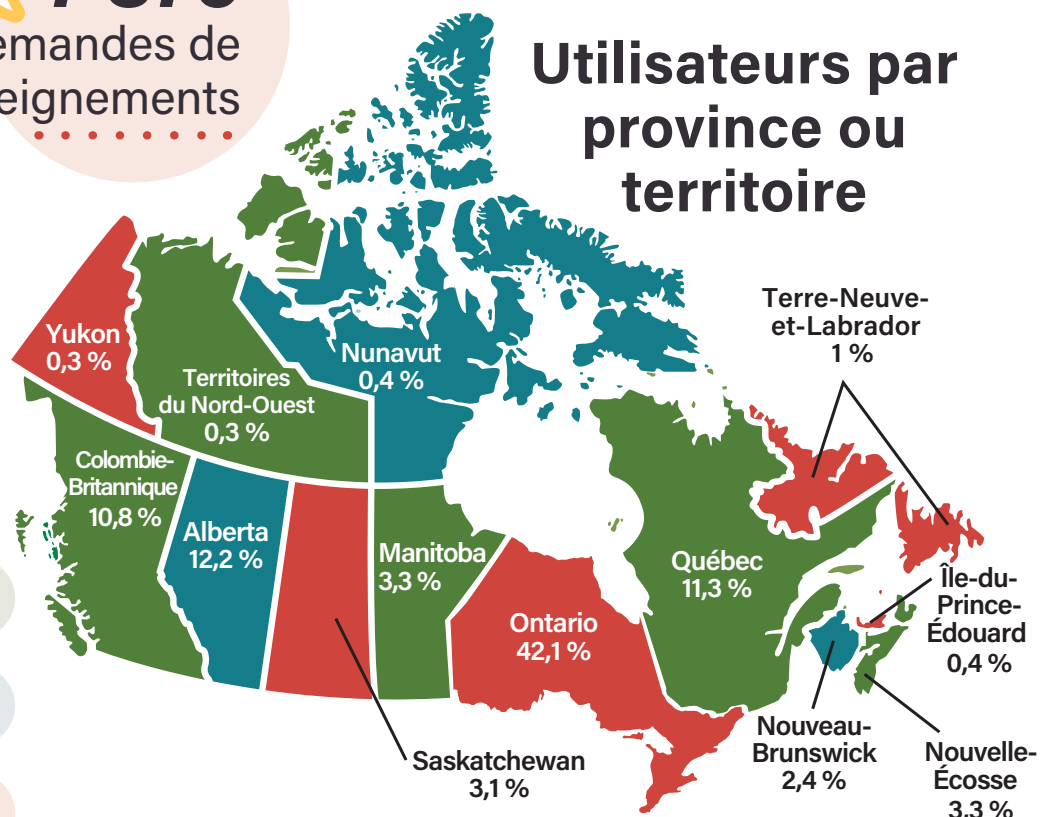 demandes de
Utilisateurs par
province ou
territoire
Yukon
0,3 %
Territoires
du Nord-Ouest
0,3 %
Nunavut
0,4 %
Terre-Neuve-
et-Labrador
1 %
Colombie-
Britannique
10,8 %
Alberta
12,2 %
Manitoba
3,3 %
Ontario
42,1 %
Québec
11,3 %
Île-du-
Prince-
Édouard
0,4 %
Saskatchewan
3,1 %
Nouveau-
Brunswick
2,4 %
Nouvelle-
Écosse
3,3 %